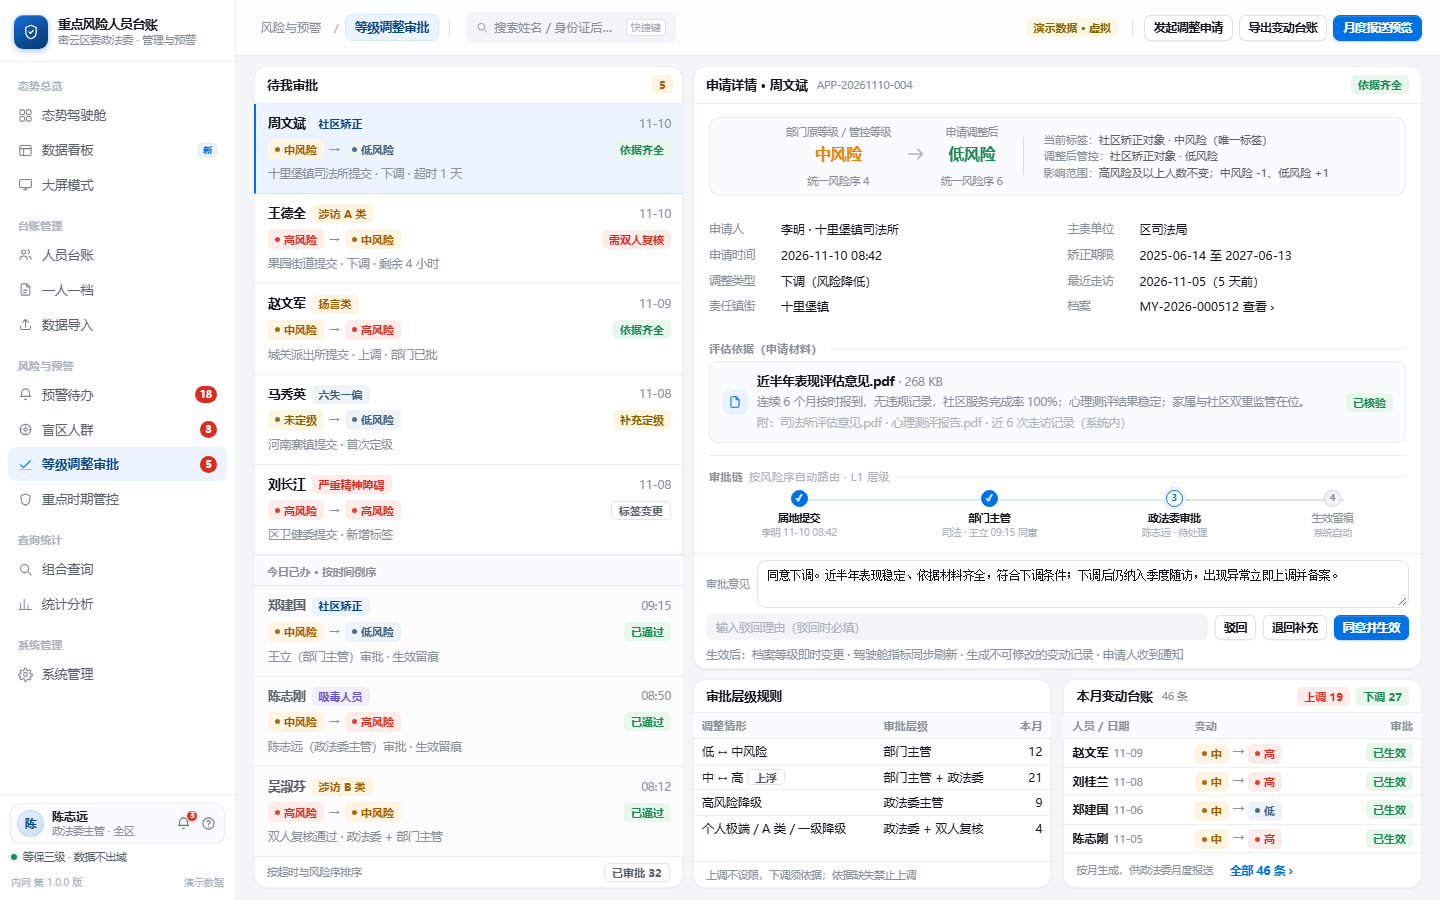 重点风险人员台账
密云区委政法委 · 管理与预警
态势总览
态势驾驶舱
数据看板 新
大屏模式
台账管理
人员台账
一人一档
数据导入
风险与预警
预警待办 18
盲区人群 3
等级调整审批 5
重点时期管控
查询统计
组合查询
统计分析
系统管理
系统管理
陈 陈志远
政法委主管 · 全区
3
等保三级 · 数据不出域
内网 第 1.0.0 版 演示数据
风险与预警 / 等级调整审批
搜索姓名 / 身份证后… 快捷键
演示数据 • 虚拟
发起调整申请 导出变动台账 月度报送预览
待我审批 5
周文斌 社区矫正 11-10
中风险 → 低风险 依据齐全
十里堡镇司法所提交 · 下调 · 超时 1 天
王德全 涉访 A 类 11-10
高风险 → 中风险 需双人复核
果园街道提交 · 下调 · 剩余 4 小时
赵文军 扬言类 11-09
中风险 → 高风险 依据齐全
城关派出所提交 · 上调 · 部门已批
马秀英 六失一偏 11-08
未定级 → 低风险 补充定级
河南寨镇提交 · 首次定级
刘长江 严重精神障碍 11-08
高风险 → 高风险 标签变更
区卫健委提交 · 新增标签
今日已办 • 按时间倒序
郑建国 社区矫正 09:15
中风险 → 低风险 已通过
王立（部门主管）审批 · 生效留痕
陈志刚 吸毒人员 08:50
中风险 → 高风险 已通过
陈志远（政法委主管）审批 · 生效留痕
吴淑芬 涉访 B 类 08:12
高风险 → 中风险 已通过
双人复核通过 · 政法委 + 部门主管
按超时与风险序排序 已审批 32
申请详情 • 周文斌 APP-20261110-004 依据齐全
部门原等级 / 管控等级
中风险
统一风险序 4
→
申请调整后
低风险
统一风险序 6
当前标签：社区矫正对象 · 中风险（唯一标签）
调整后管控：社区矫正对象 · 低风险
影响范围：高风险及以上人数不变；中风险 -1、低风险 +1
申请人 李明 · 十里堡镇司法所 主责单位 区司法局
申请时间 2026-11-10 08:42 矫正期限 2025-06-14 至 2027-06-13
调整类型 下调（风险降低） 最近走访 2026-11-05（5 天前）
责任镇街 十里堡镇 档案 MY-2026-000512 查看 ›
评估依据（申请材料）
近半年表现评估意见.pdf · 268 KB
连续 6 个月按时报到，无违规记录，社区服务完成率 100%；心理测评结果稳定；家属与社区双重监管在位。
附：司法所评估意见.pdf · 心理测评报告.pdf · 近 6 次走访记录（系统内）
已核验
审批链 按风险序自动路由 · L1 层级
属地提交
李明 11-10 08:42
部门主管
司法 · 王立 09:15 同意
3
政法委审批
陈志远 · 待处理
4
生效留痕
系统自动
审批意见 同意下调。近半年表现稳定、依据材料齐全，符合下调条件；下调后仍纳入季度随访，出现异常立即上调并备案。
输入驳回理由（驳回时必填） 驳回 退回补充 同意并生效
生效后：档案等级即时变更 · 驾驶舱指标同步刷新 · 生成不可修改的变动记录 · 申请人收到通知
审批层级规则
调整情形 审批层级 本月
低 ↔ 中风险 部门主管 12
中 ↔ 高 上浮 部门主管 + 政法委 21
高风险降级 政法委主管 9
个人极端 / A 类 / 一级降级 政法委 + 双人复核 4
上调不设限，下调须依据；依据缺失禁止上调
本月变动台账 46 条 上调 19 下调 27
人员 / 日期 变动 审批
赵文军 11-09 中 → 高 已生效
刘桂兰 11-08 中 → 高 已生效
郑建国 11-06 中 → 低 已生效
陈志刚 11-05 中 → 高 已生效
按月生成，供政法委月度报送 全部 46 条 ›